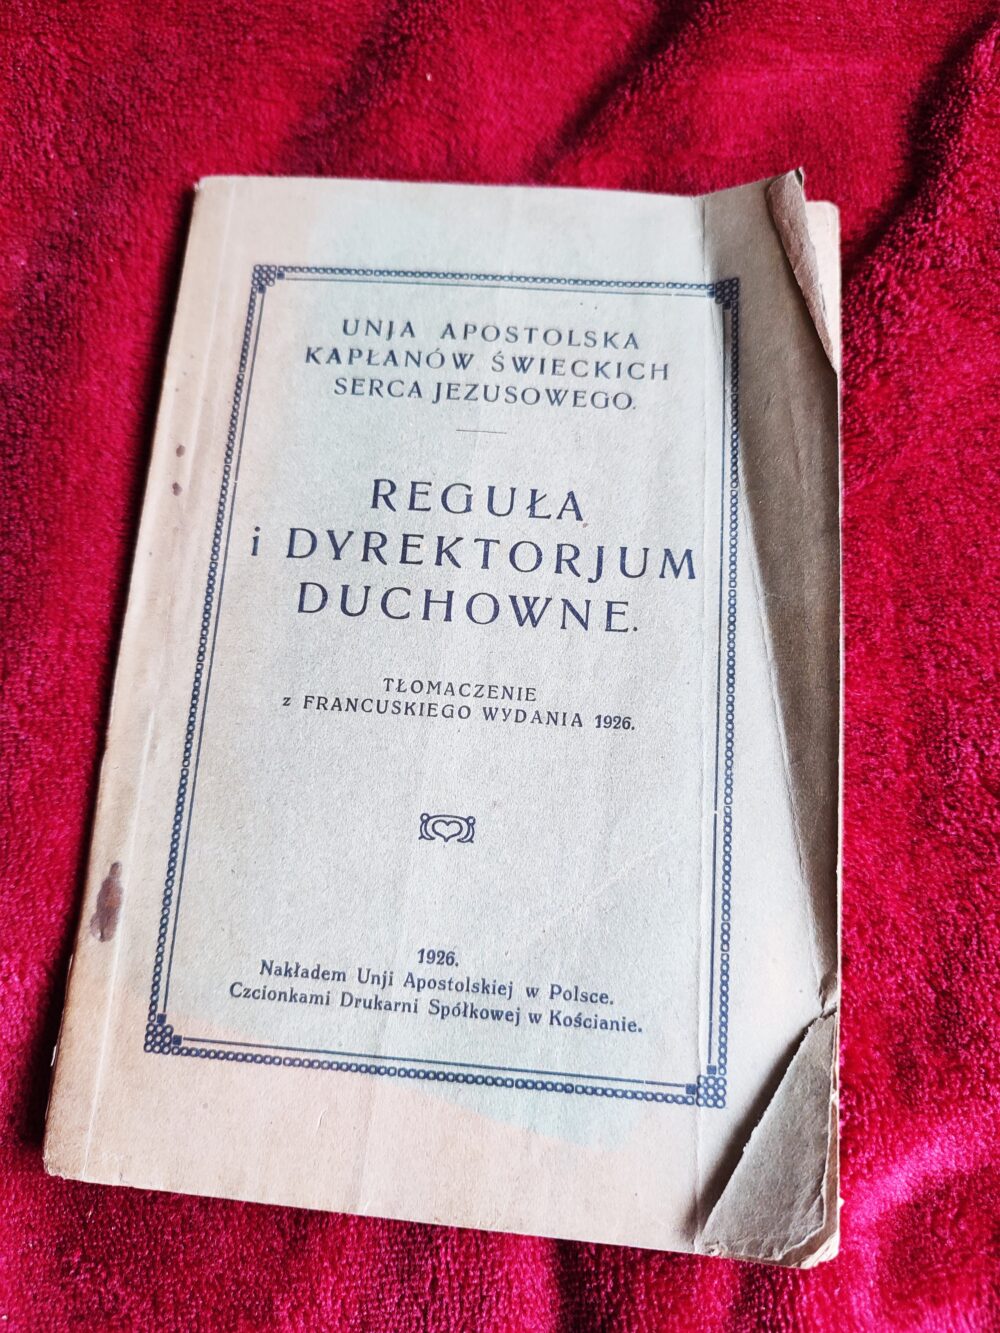 UNJA APOSTOLSKA
KAPŁANÓW ŚWIECKICH
SERCA JEZUSOWEGO.
REGUŁA
i DYREKTORJUM
DUCHOWNE.
TŁOMACZENIE
z FRANCUSKIEGO WYDANIA 1926.
1926.
Nakładem Unji Apostolskiej w Polsce.
Czcionkami Drukarni Spółkowej w Kościanie.